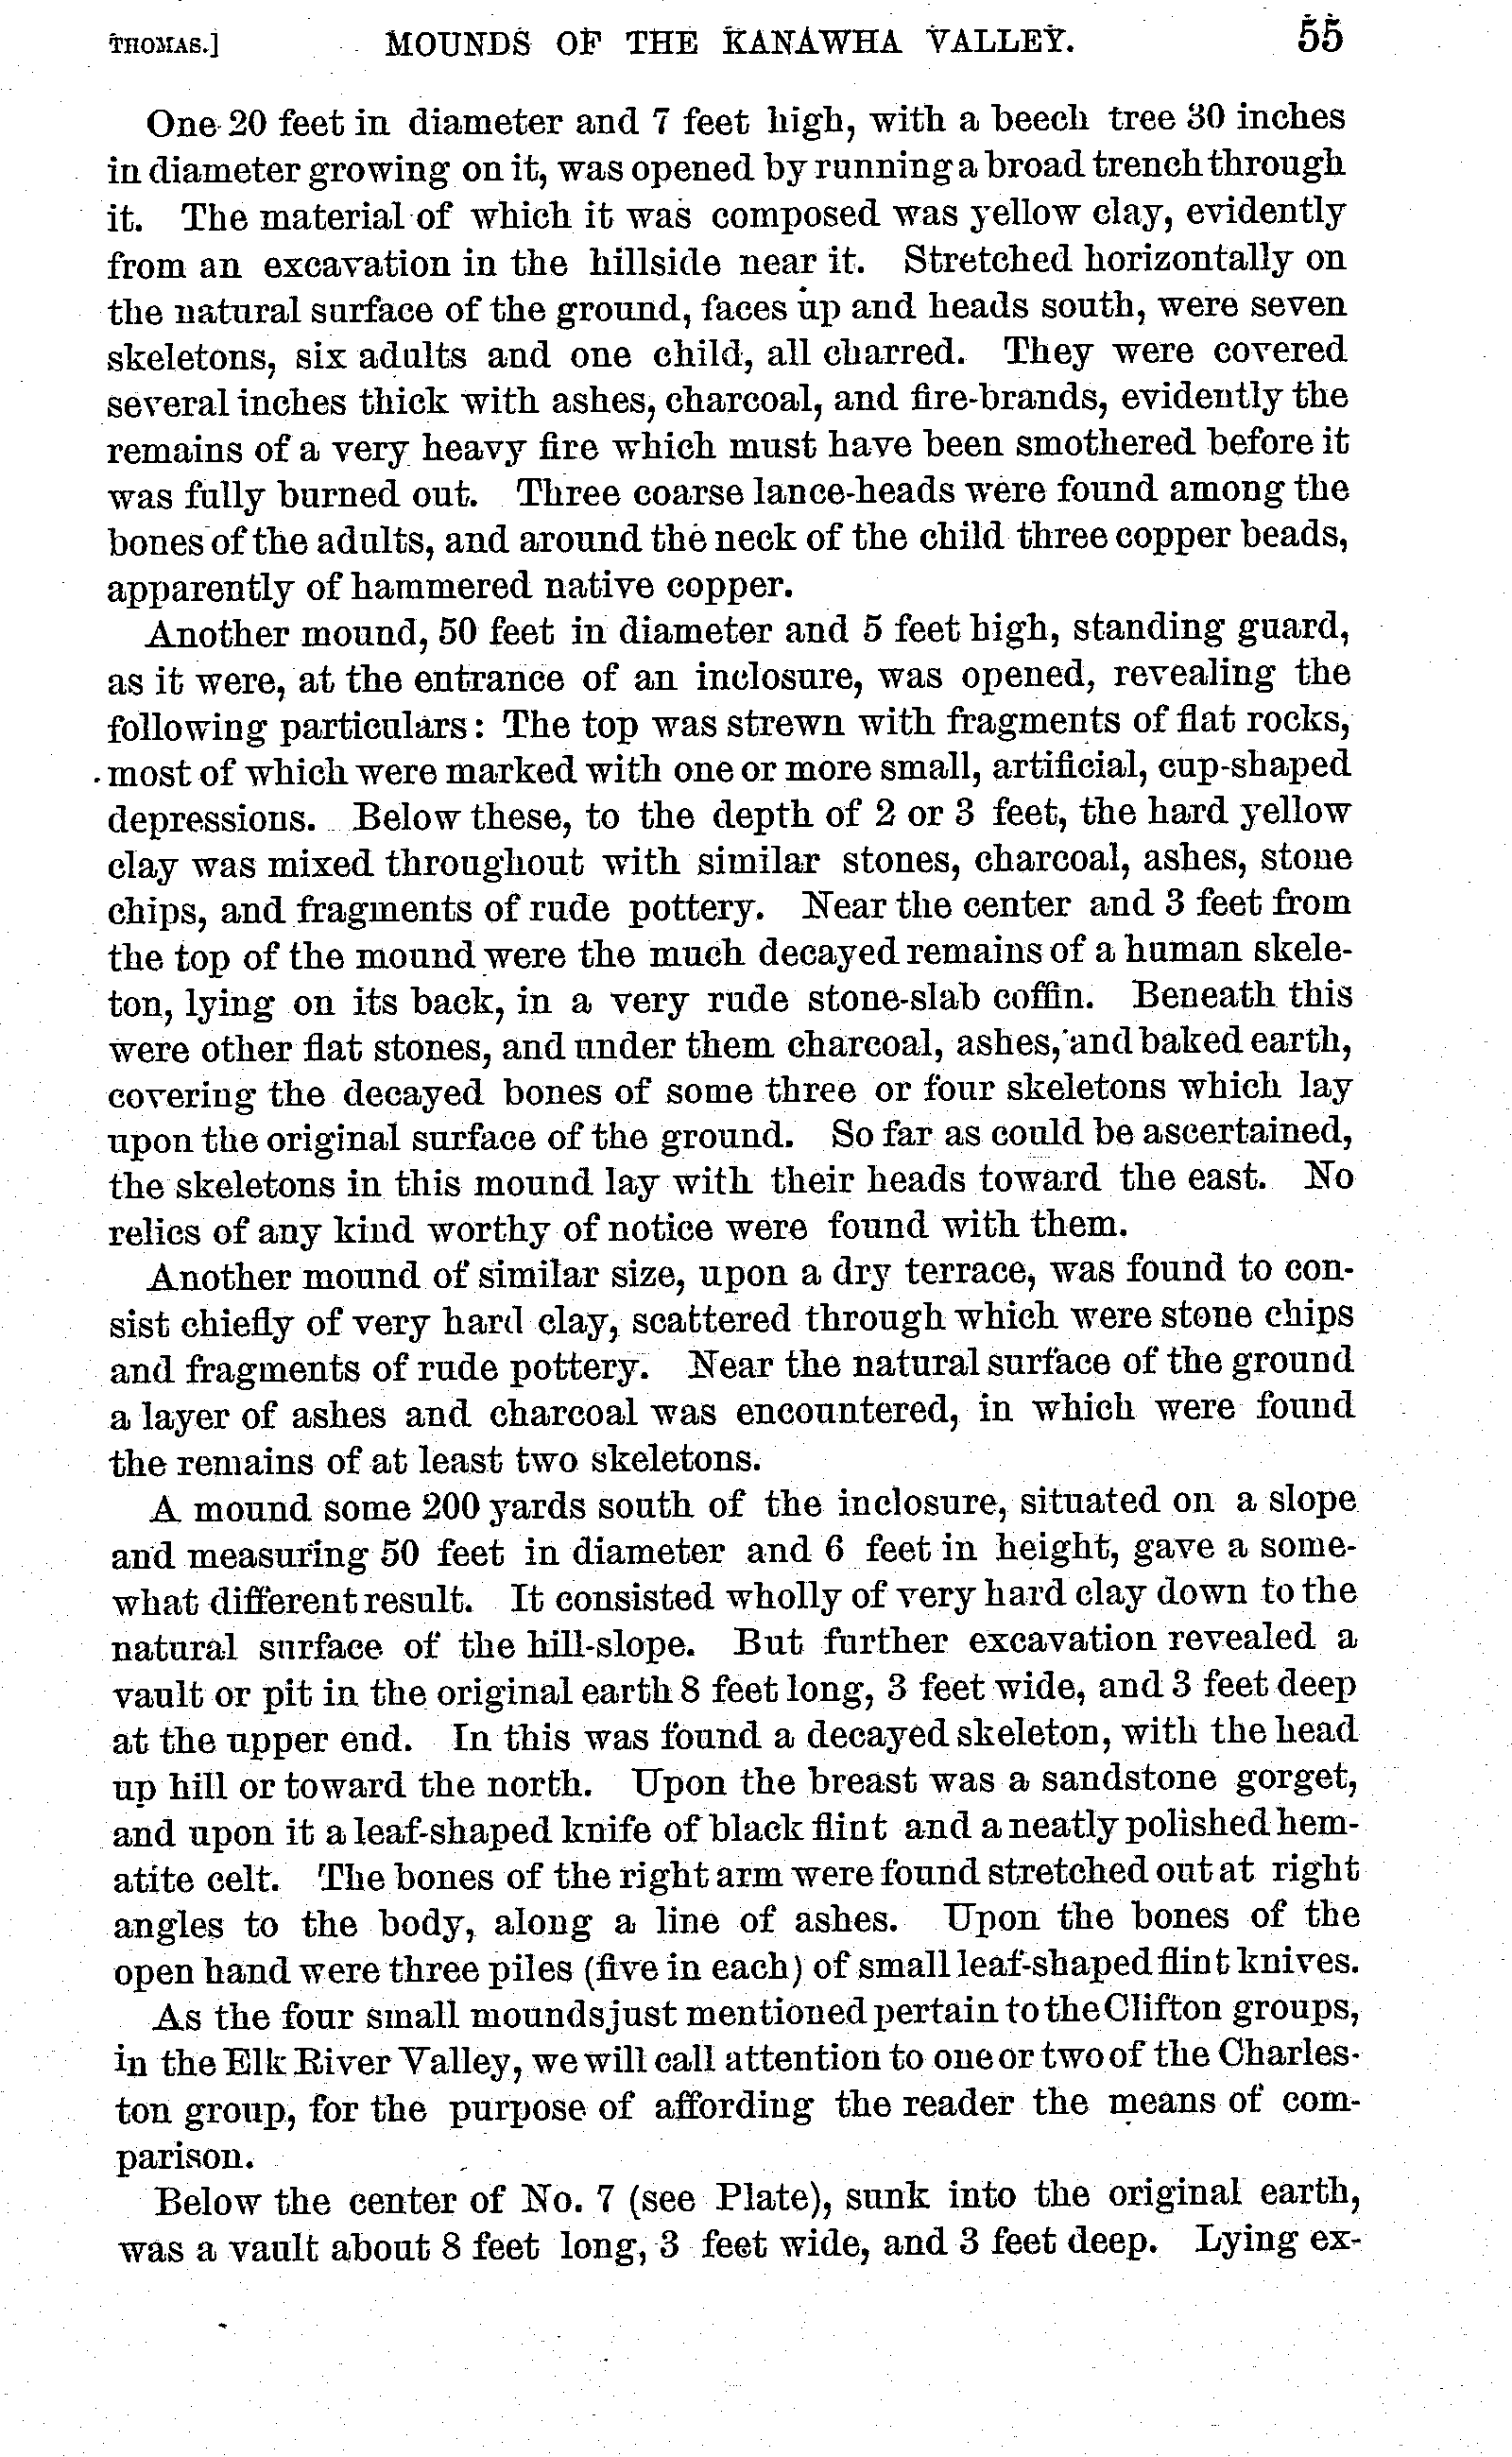 THOMAS.] MOUNDS OF THE KANAWHA VALLEY. 55
One 20 feet in diameter and 7 feet high, with a beech tree 30 inches
in diameter growing on it, was opened by running a broad trench through
it. The material of which it was composed was yellow clay, evidently
from an excavation in the hillside near it. Stretched horizontally on
the natural surface of the ground, faces up and heads south, were seven
skeletons, six adults and one child, all charred. They were covered
several inches thick with ashes, charcoal, and fire-brands, evidently the
remains of a very heavy fire which must have been smothered before it
was fully burned out. Three coarse lance-heads were found among the
bones of the adults, and around the neck of the child three copper beads,
apparently of hammered native copper.
Another mound, 50 feet in diameter and 5 feet high, standing guard,
as it were, at the entrance of an inclosure, was opened, revealing the
following particulars: The top was strewn with fragments of flat rocks,
most of which were marked with one or more small, artificial, cup-shaped
depressions. Below these, to the depth of 2 or 3 feet, the hard yellow
clay was mixed throughout with similar stones, charcoal, ashes, stone
chips, and fragments of rude pottery. Near the center and 3 feet from
the top of the mound were the much decayed remains of a human skele-
ton, lying on its back, in a very rude stone-slab coffin. Beneath this
were other flat stones, and under them charcoal, ashes, and baked earth,
covering the decayed bones of some three or four skeletons which lay
upon the original surface of the ground. So far as could be ascertained,
the skeletons in this mound lay with their heads toward the east. No
relics of any kind worthy of notice were found with them.
Another mound of similar size, upon a dry terrace, was found to con-
sist chiefly of very hard clay, scattered through which were stone chips
and fragments of rude pottery. Near the natural surface of the ground
a layer of ashes and charcoal was encountered, in which were found
the remains of at least two skeletons.
A mound some 200 yards south of the inclosure, situated on a slope
and measuring 50 feet in diameter and 6 feet in height, gave a some-
what different result. It consisted wholly of very hard clay down to the
natural surface of the hill-slope. But further excavation revealed a
vault or pit in the original earth 8 feet long, 3 feet wide, and 3 feet deep
at the upper end. In this was found a decayed skeleton, with the head
up hill or toward the north. Upon the breast was a sandstone gorget,
and upon it a leaf-shaped knife of black flint and a neatly polished hem-
atite celt. The bones of the right arm were found stretched out at right
angles to the body, along a line of ashes. Upon the bones of the
open hand were three piles (five in each) of small leaf-shaped flint knives.
As the four small mounds just mentioned pertain to the Clifton groups,
in the Elk River Valley, we will call attention to one or two of the Charles-
ton group, for the purpose of affording the reader the means of com-
parison.
Below the center of No. 7 (see Plate), sunk into the original earth,
was a vault about 8 feet long, 3 feet wide, and 3 feet deep. Lying ex-